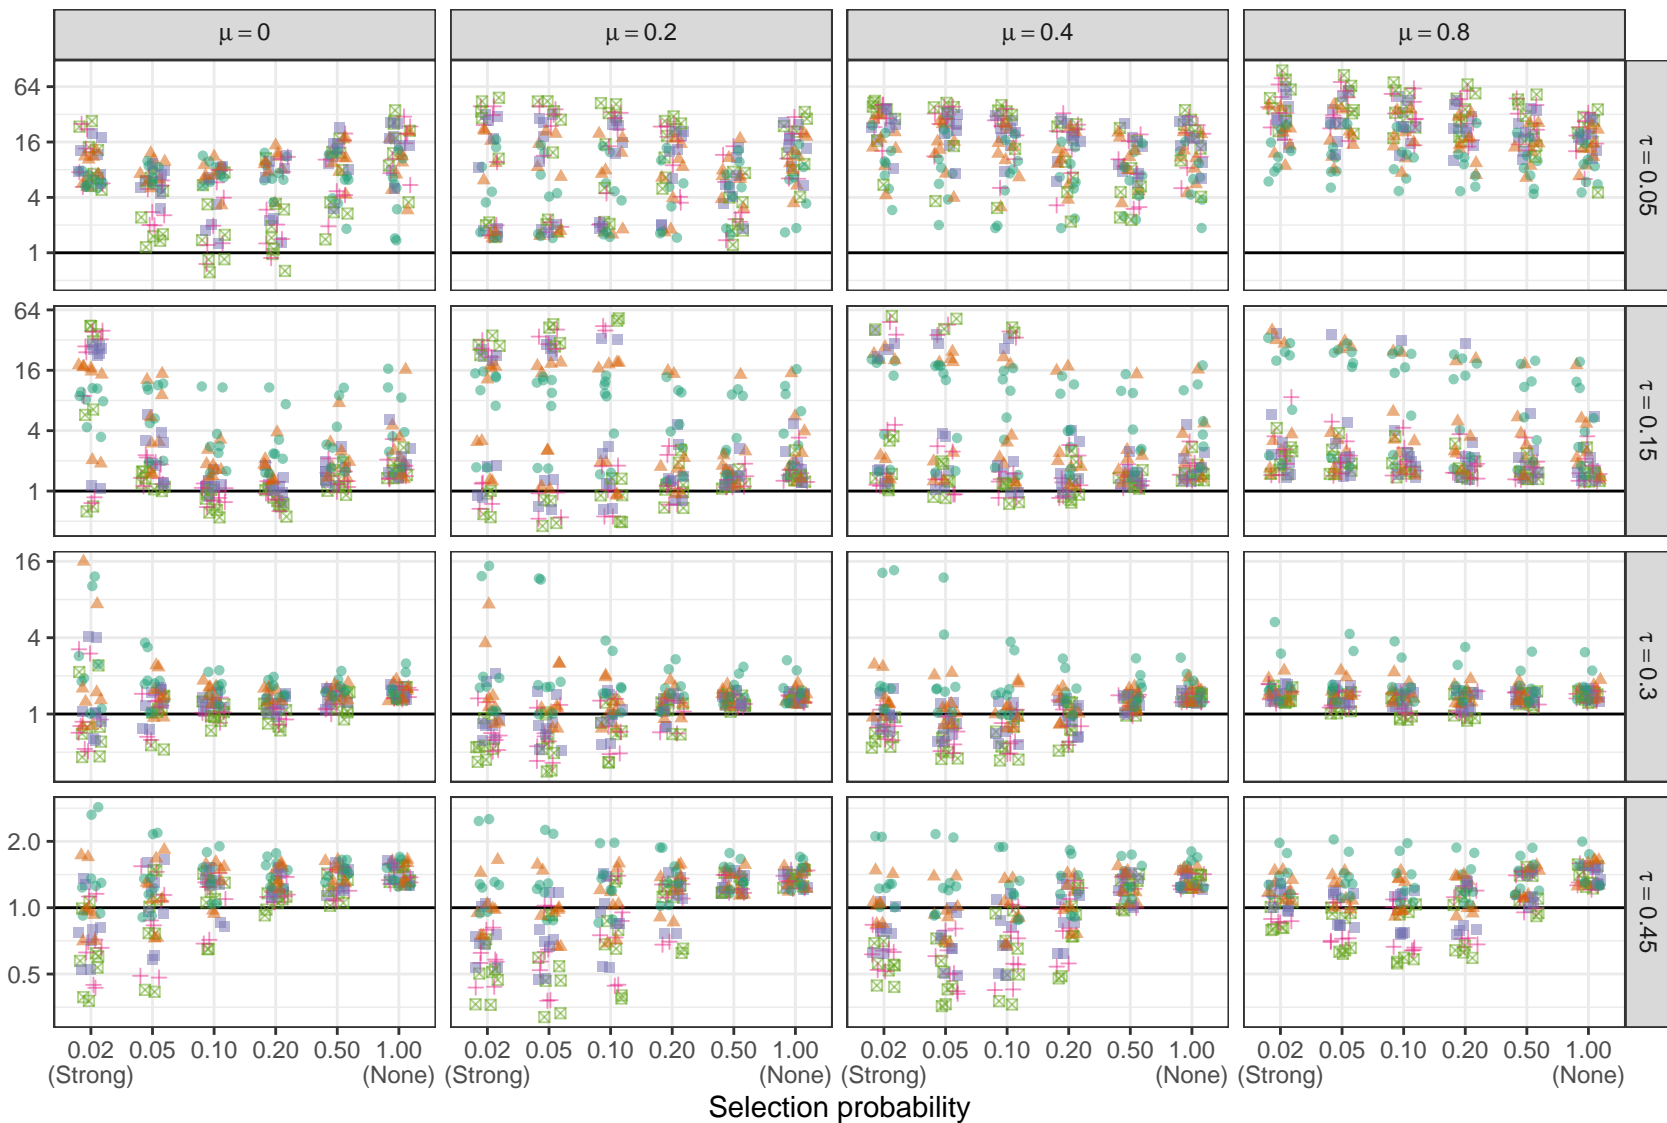 μ = 0 μ = 0.2 μ = 0.4 μ = 0.8
64
16
4
1
τ = 0.05
64
16
4
1
τ = 0.15
16
4
1
τ = 0.3
2.0
1.0
0.5
τ = 0.45
0.02 0.05 0.10 0.20 0.50 1.00 0.02 0.05 0.10 0.20 0.50 1.00 0.02 0.05 0.10 0.20 0.50 1.00 0.02 0.05 0.10 0.20 0.50 1.00
(Strong) (None) (Strong) (None) (Strong) (None) (Strong) (None)
Selection probability